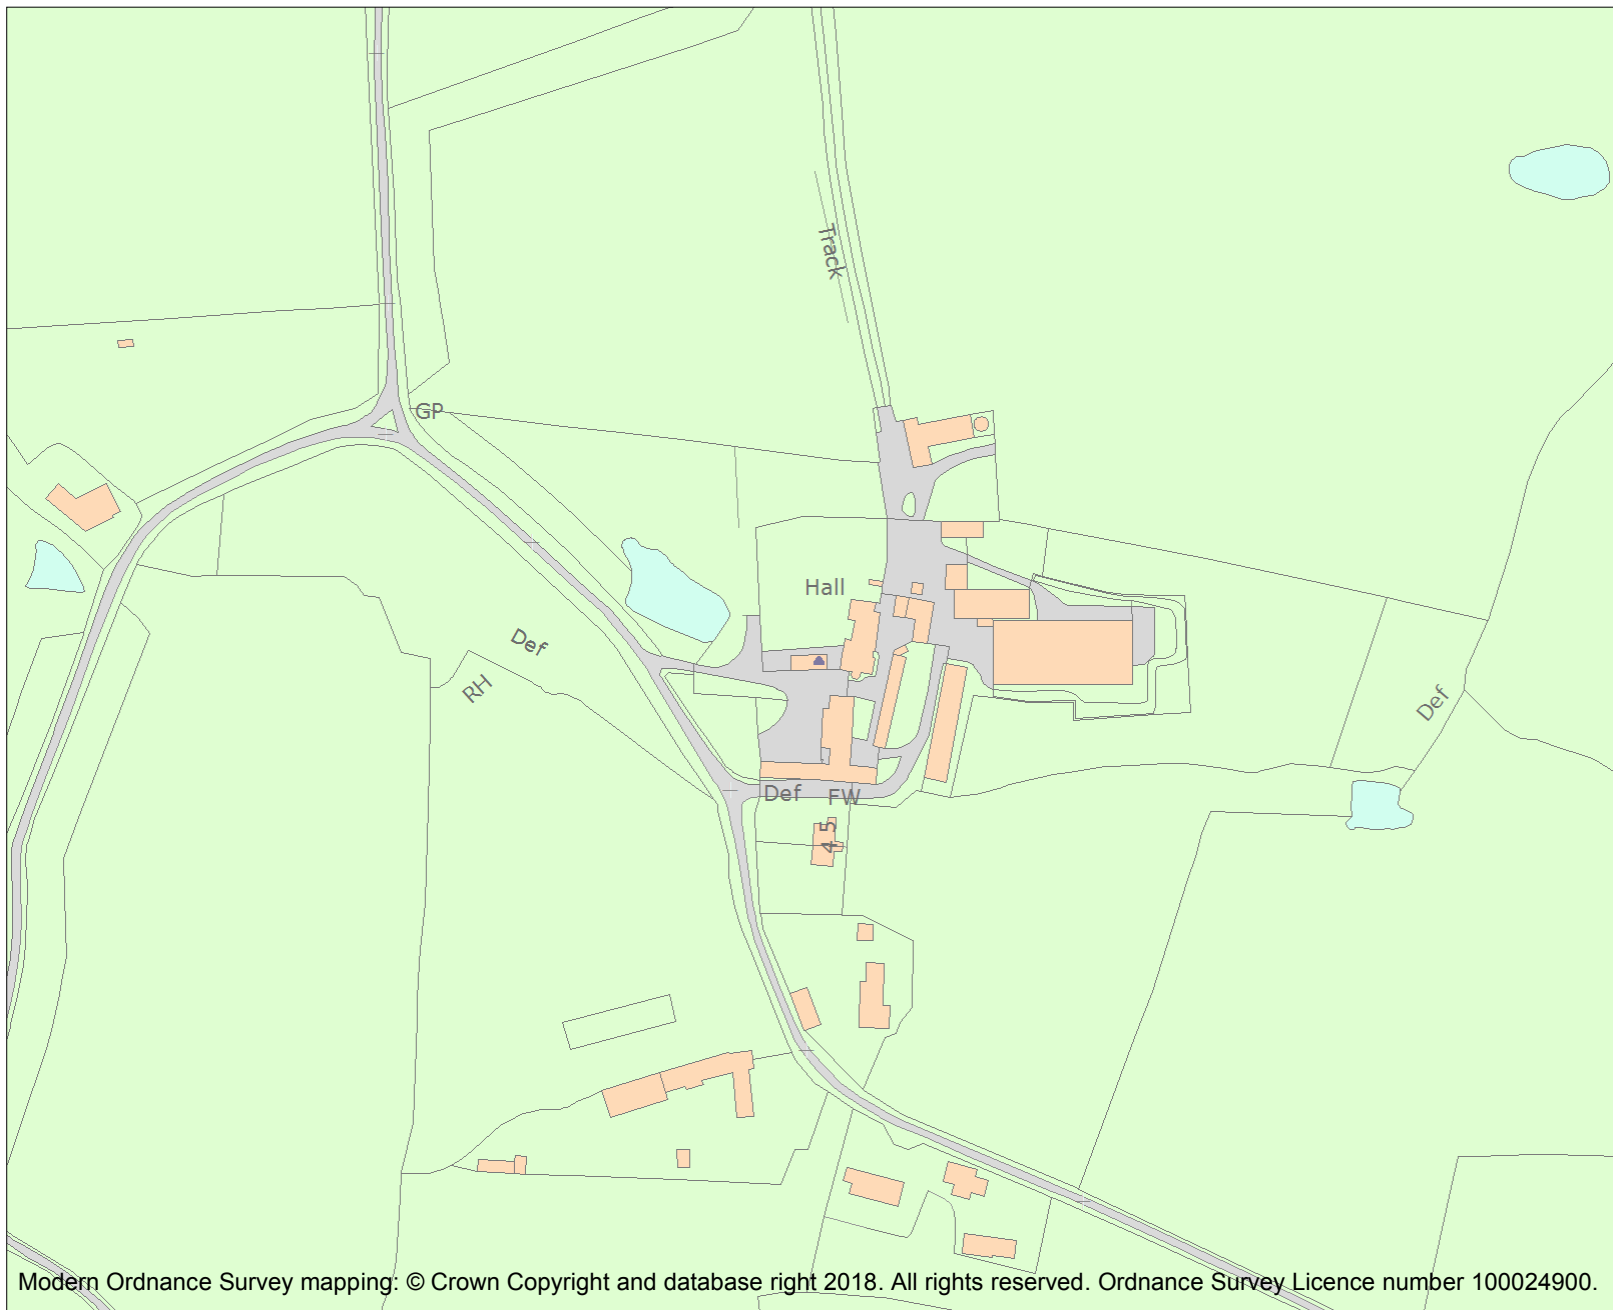 Track
GP
Hall
Def
RH
Def
Def
FW
4 5
Modern Ordnance Survey mapping: © Crown Copyright and database right 2018. All rights reserved. Ordnance Survey Licence number 100024900.